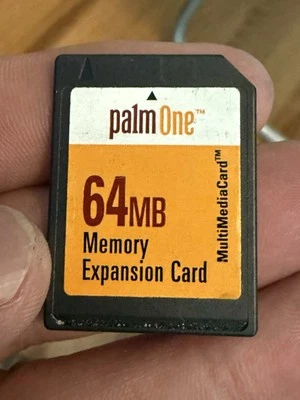 palmOne™
64MB
Memory
Expansion Card
MultiMediaCard™